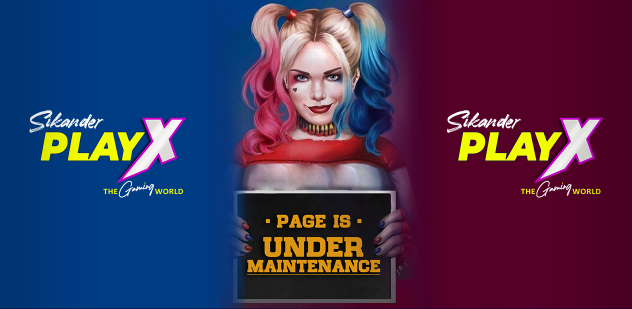 Sikander
PLAYX
THE Gaming WORLD
· PAGE IS ·
UNDER
MAINTENANCE
Sikander
PLAYX
THE Gaming WORLD